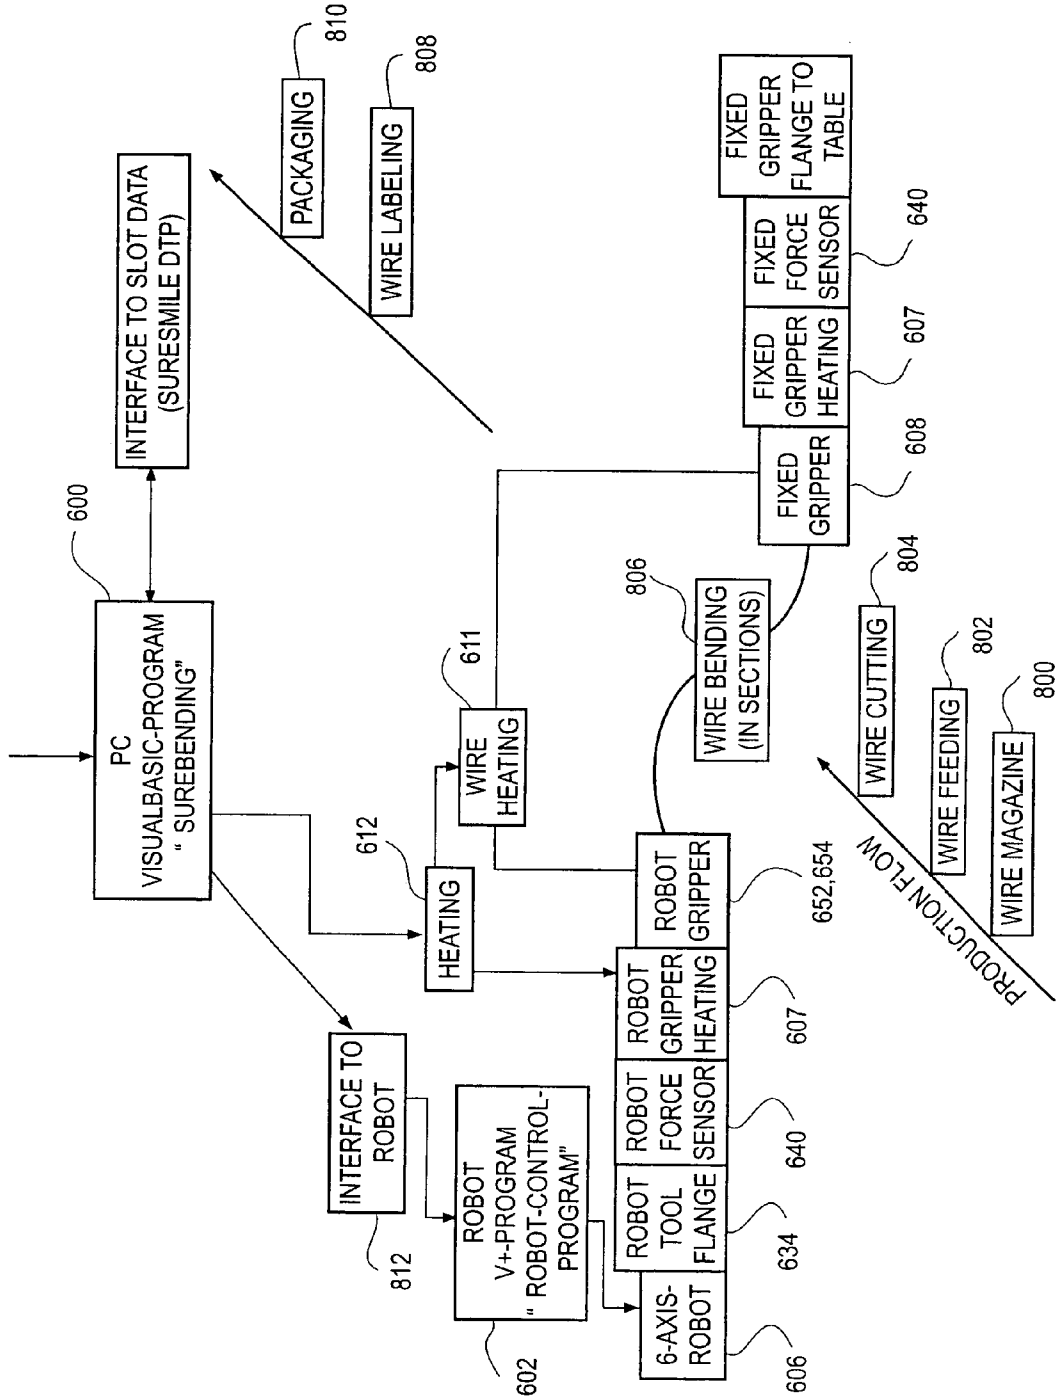 600
PC
VISUALBASIC-PROGRAM
“ SUREBENDING”
INTERFACE TO SLOT DATA
(SURESMILE DTP)
810
PACKAGING
808
WIRE LABELING
INTERFACE TO
ROBOT
812
612
HEATING
611
WIRE
HEATING
ROBOT
V+-PROGRAM
“ ROBOT-CONTROL-
PROGRAM”
602
6-AXIS-
ROBOT
606
ROBOT
TOOL
FLANGE
634
ROBOT
FORCE
SENSOR
640
ROBOT
GRIPPER
HEATING
607
ROBOT
GRIPPER
652,654
806
WIRE BENDING
(IN SECTIONS)
FIXED
GRIPPER
608
FIXED
GRIPPER
HEATING
607
FIXED
FORCE
SENSOR
640
FIXED
GRIPPER
FLANGE TO
TABLE
PRODUCTION FLOW
WIRE CUTTING
804
WIRE FEEDING
802
WIRE MAGAZINE
800